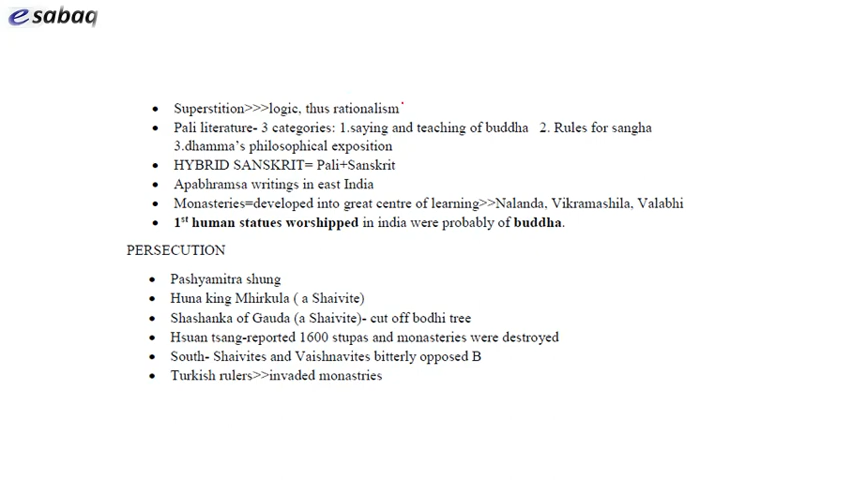 esabaq
• Superstition>>>logic, thus rationalism
• Pali literature- 3 categories: 1.saying and teaching of buddha 2. Rules for sangha
3.dhamma's philosophical exposition
• HYBRID SANSKRIT= Pali+Sanskrit
• Apabhramsa writings in east India
• Monasteries=developed into great centre of learning>>Nalanda, Vikramashila, Valabhi
• 1st human statues worshipped in india were probably of buddha.
PERSECUTION
• Pashyamitra shung
• Huna king Mhirkula ( a Shaivite)
• Shashanka of Gauda (a Shaivite)- cut off bodhi tree
• Hsuan tsang-reported 1600 stupas and monasteries were destroyed
• South- Shaivites and Vaishnavites bitterly opposed B
• Turkish rulers>>invaded monastries